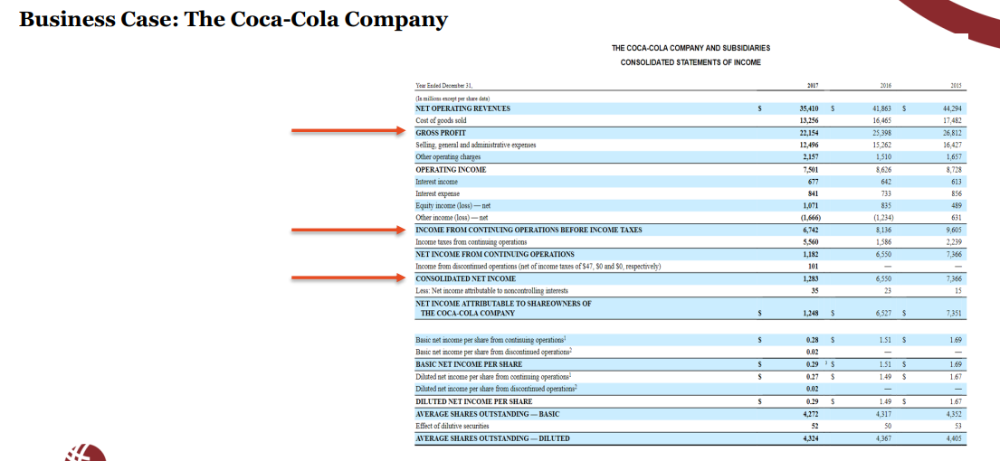 Business Case: The Coca-Cola Company
THE COCA-COLA COMPANY AND SUBSIDIARIES
CONSOLIDATED STATEMENTS OF INCOME
Year Ended December 31, 2017 2016 2015
(In millions except per share data)
NET OPERATING REVENUES $ 35,410 $ 41,863 $ 44,294
Cost of goods sold 13,256 16,465 17,482
GROSS PROFIT 22,154 25,398 26,812
Selling, general and administrative expenses 12,496 15,262 16,427
Other operating charges 2,157 1,510 1,657
OPERATING INCOME 7,501 8,626 8,728
Interest income 677 642 613
Interest expense 841 733 856
Equity income (loss) — net 1,071 835 489
Other income (loss) — net (1,666) (1,234) 631
INCOME FROM CONTINUING OPERATIONS BEFORE INCOME TAXES 6,742 8,136 9,605
Income taxes from continuing operations 5,560 1,586 2,239
NET INCOME FROM CONTINUING OPERATIONS 1,182 6,550 7,366
Income from discontinued operations (net of income taxes of $47, $0 and $0, respectively) 101 — —
CONSOLIDATED NET INCOME 1,283 6,550 7,366
Less: Net income attributable to noncontrolling interests 35 23 15
NET INCOME ATTRIBUTABLE TO SHAREOWNERS OF
THE COCA-COLA COMPANY $ 1,248 $ 6,527 $ 7,351
Basic net income per share from continuing operations¹ $ 0.28 $ 1.51 $ 1.69
Basic net income per share from discontinued operations² 0.02 — —
BASIC NET INCOME PER SHARE $ 0.29 ³ $ 1.51 $ 1.69
Diluted net income per share from continuing operations¹ $ 0.27 $ 1.49 $ 1.67
Diluted net income per share from discontinued operations² 0.02 — —
DILUTED NET INCOME PER SHARE $ 0.29 $ 1.49 $ 1.67
AVERAGE SHARES OUTSTANDING — BASIC 4,272 4,317 4,352
Effect of dilutive securities 52 50 53
AVERAGE SHARES OUTSTANDING — DILUTED 4,324 4,367 4,405